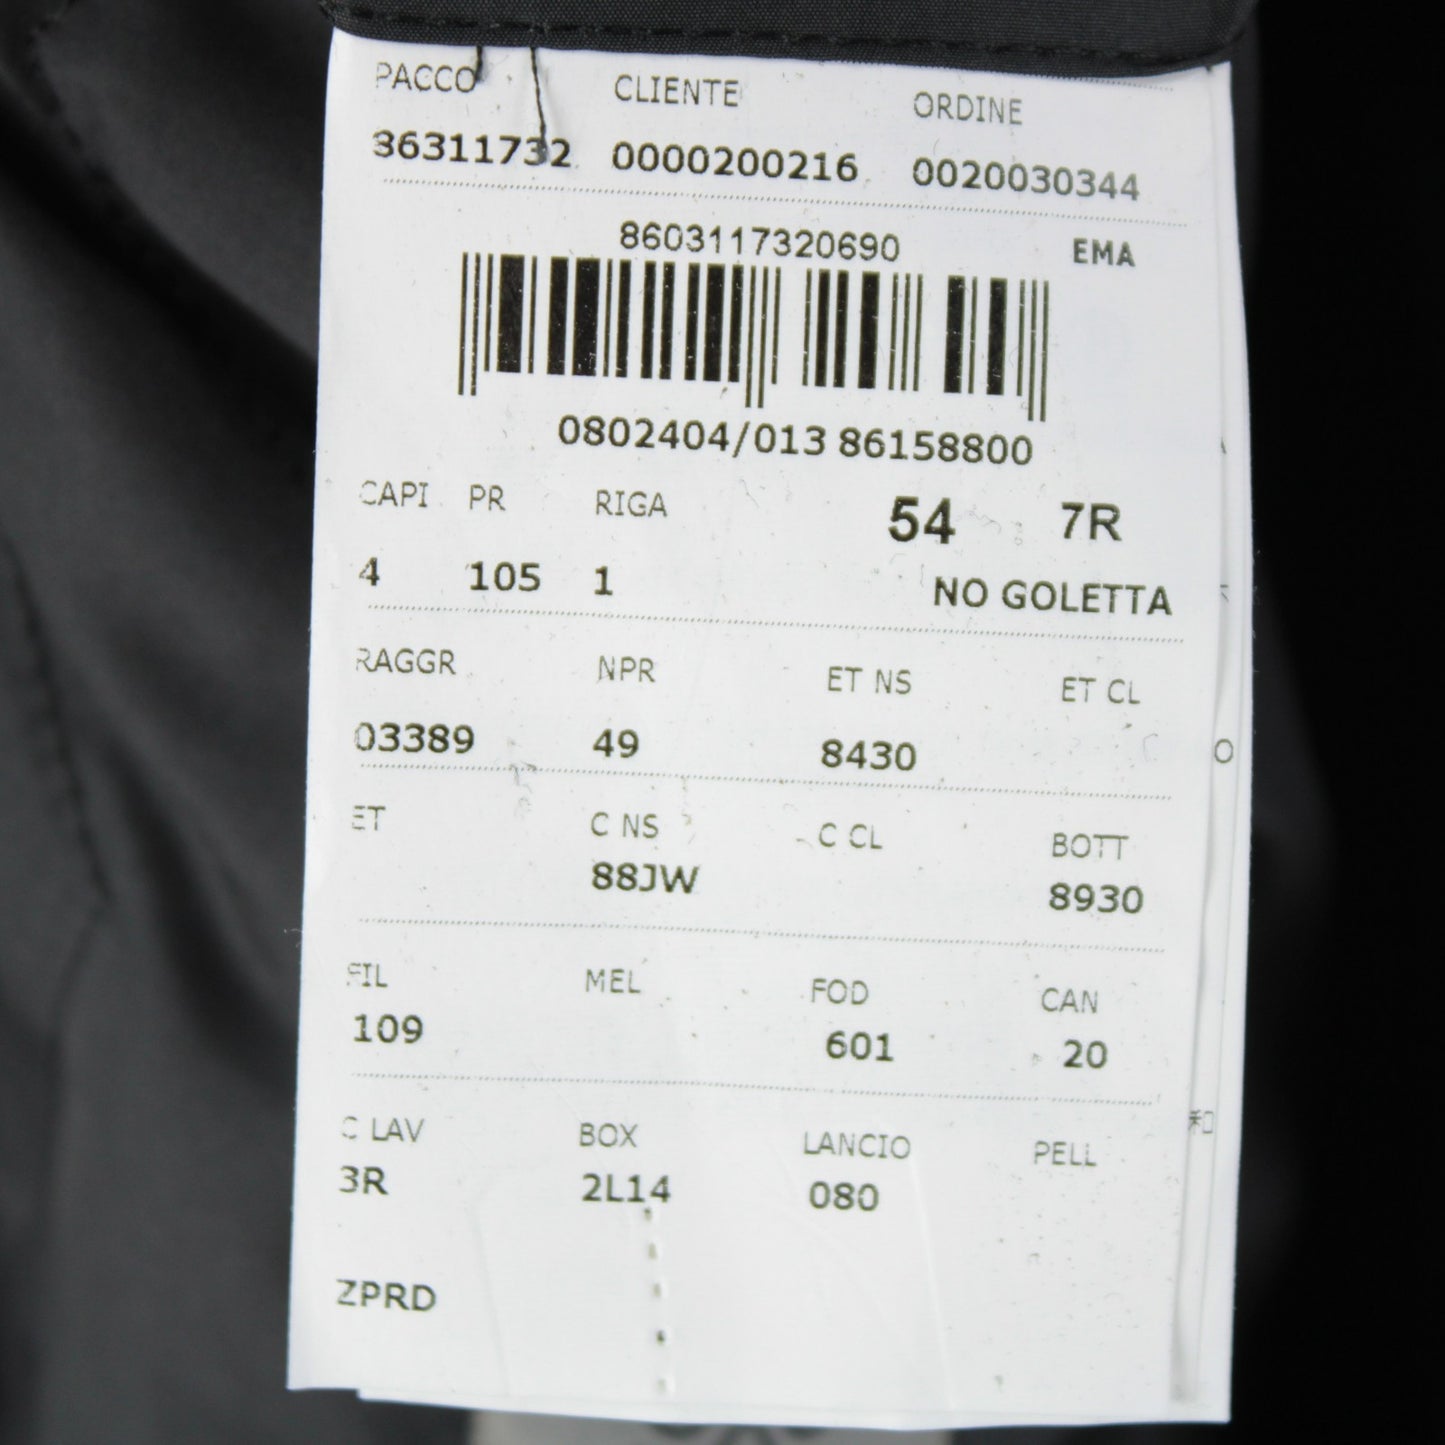 PACCO CLIENTE ORDINE
86311732 0000200216 0020030344
8603117320690 EMA
0802404/013 86158800
CAPI PR RIGA 54 7R
4 105 1 NO GOLETTA
RAGGR NPR ET NS ET CL
03389 49 8430
ET C NS C CL BOTT
88JW 8930
FIL MEL FOD CAN
109 601 20
C LAV BOX LANCIO PELL
3R 2L14 080
ZPRD